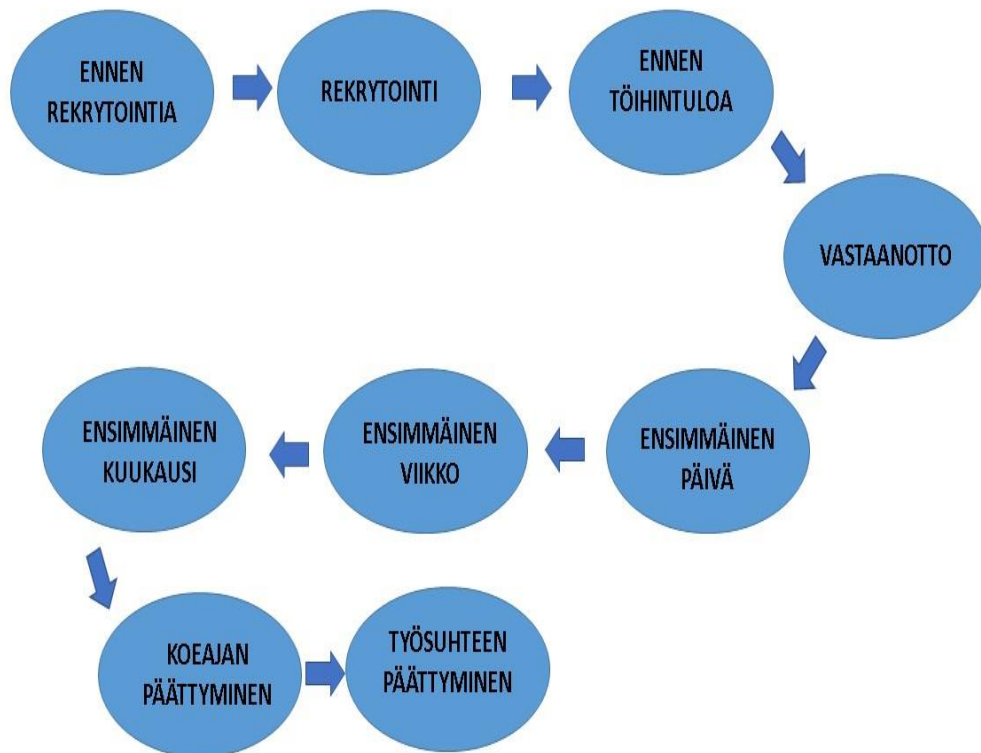 ENNEN
REKRYTOINTIA
REKRYTOINTI
ENNEN
TÖIHINTULOA
VASTAANOTTO
ENSIMMÄINEN
PÄIVÄ
ENSIMMÄINEN
VIIKKO
ENSIMMÄINEN
KUUKAUSI
KOEAJAN
PÄÄTTYMINEN
TYÖSUHTEEN
PÄÄTTYMINEN